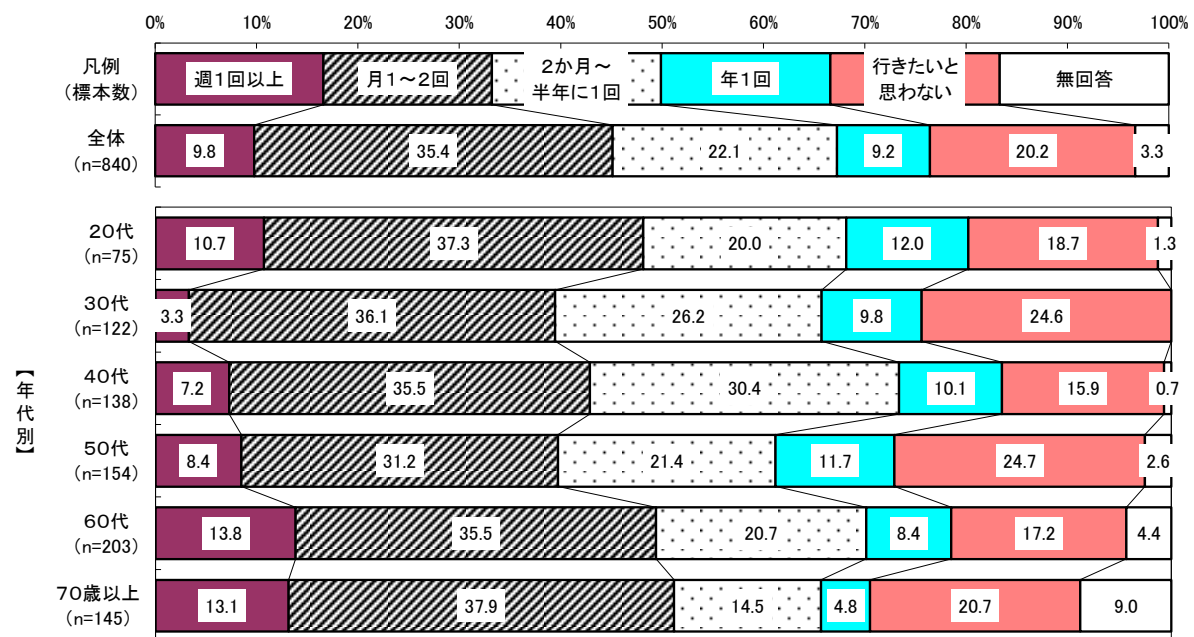 0% 10% 20% 30% 40% 50% 60% 70% 80% 90% 100%
凡例
(標本数)
週1回以上 月1～2回 2か月～
半年に1回 年1回 行きたいと
思わない 無回答
全体
(n=840)
9.8 35.4 22.1 9.2 20.2 3.3
【年代別】
20代
(n=75)
10.7 37.3 20.0 12.0 18.7 1.3
30代
(n=122)
3.3 36.1 26.2 9.8 24.6
40代
(n=138)
7.2 35.5 30.4 10.1 15.9 0.7
50代
(n=154)
8.4 31.2 21.4 11.7 24.7 2.6
60代
(n=203)
13.8 35.5 20.7 8.4 17.2 4.4
70歳以上
(n=145)
13.1 37.9 14.5 4.8 20.7 9.0